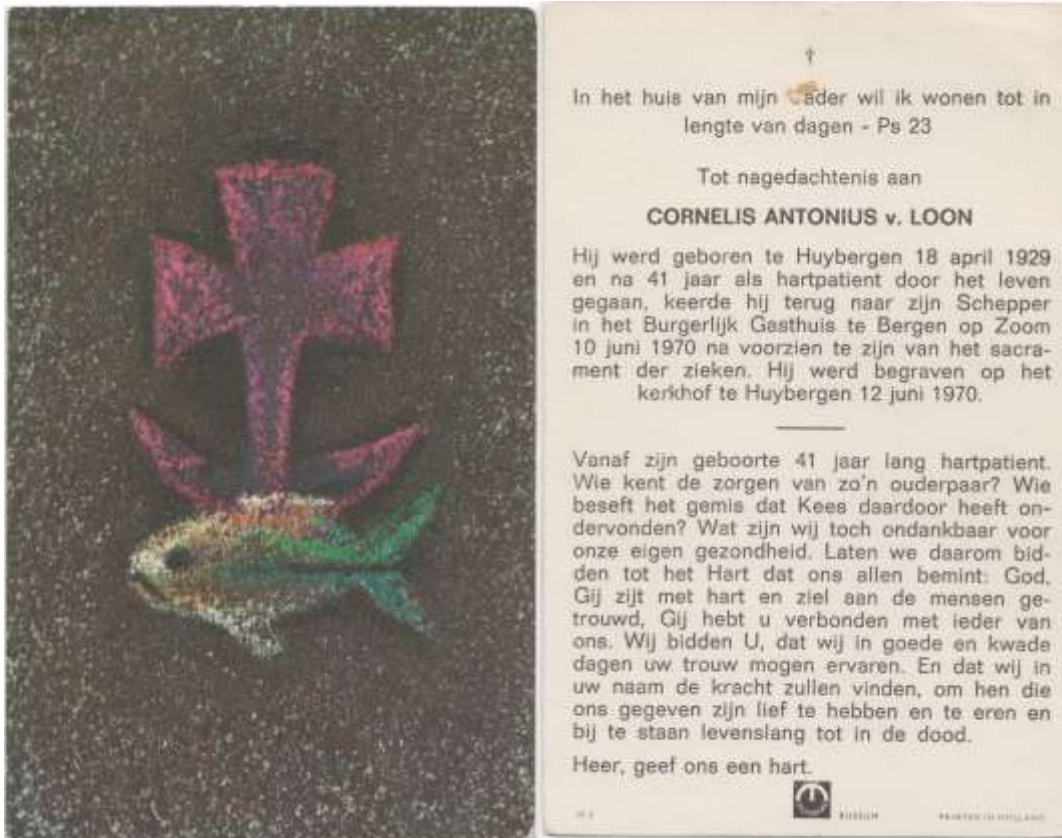 †
In het huis van mijn Vader wil ik wonen tot in
lengte van dagen - Ps 23
Tot nagedachtenis aan
CORNELIS ANTONIUS v. LOON
Hij werd geboren te Huybergen 18 april 1929
en na 41 jaar als hartpatient door het leven
gegaan, keerde hij terug naar zijn Schepper
in het Burgerlijk Gasthuis te Bergen op Zoom
10 juni 1970 na voorzien te zijn van het sacra-
ment der zieken. Hij werd begraven op het
kerkhof te Huybergen 12 juni 1970.
Vanaf zijn geboorte 41 jaar lang hartpatient.
Wie kent de zorgen van zo'n ouderpaar? Wie
beseft het gemis dat Kees daardoor heeft on-
dervonden? Wat zijn wij toch ondankbaar voor
onze eigen gezondheid. Laten we daarom bid-
den tot het Hart dat ons allen bemint: God,
Gij zijt met hart en ziel aan de mensen ge-
trouwd, Gij hebt u verbonden met ieder van
ons. Wij bidden U, dat wij in goede en kwade
dagen uw trouw mogen ervaren. En dat wij in
uw naam de kracht zullen vinden, om hen die
ons gegeven zijn lief te hebben en te eren en
bij te staan levenslang tot in de dood.
Heer, geef ons een hart.
BUSSUM
PRINTED IN HOLLAND